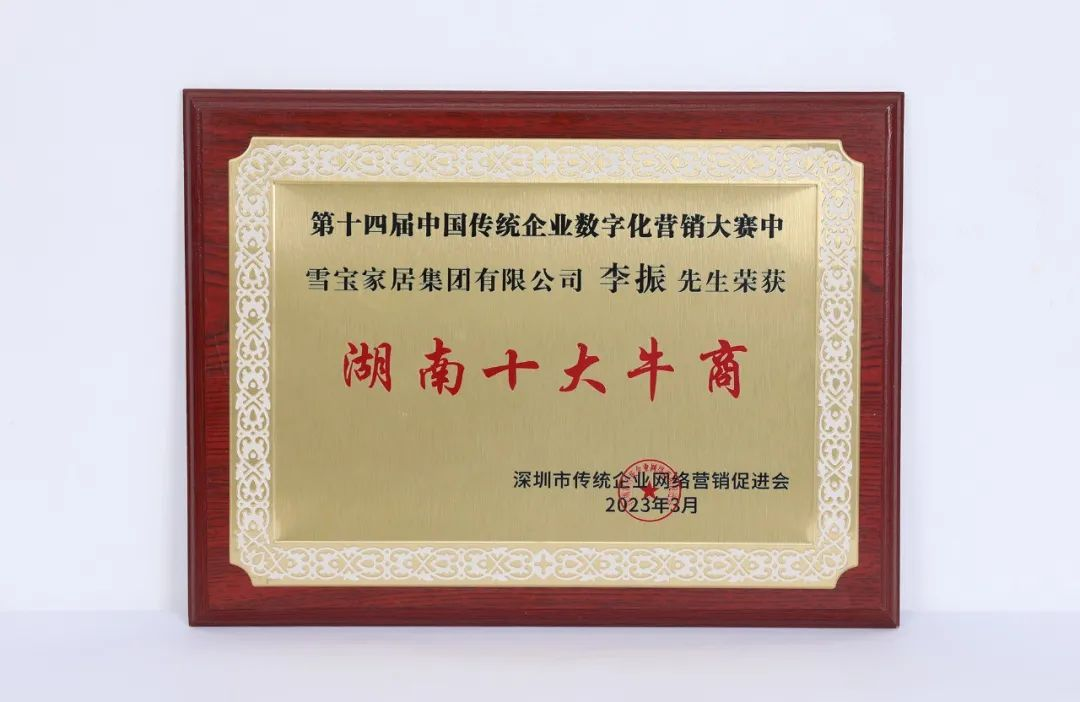 第十四届中国传统企业数字化营销大赛中
雪宝家居集团有限公司 李振 先生荣获
湖南十大牛商
深圳市传统企业网络营销促进会
2023年3月